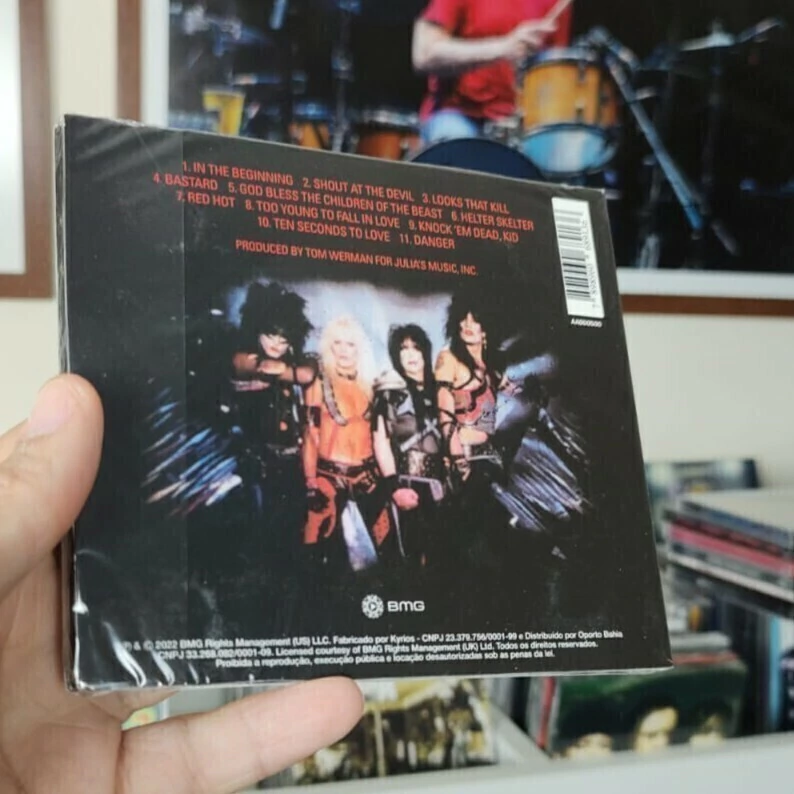 1. IN THE BEGINNING 2. SHOUT AT THE DEVIL 3. LOOKS THAT KILL
4. BASTARD 5. GOD BLESS THE CHILDREN OF THE BEAST 6. HELTER SKELTER
7. RED HOT 8. TOO YOUNG TO FALL IN LOVE 9. KNOCK 'EM DEAD, KID
10. TEN SECONDS TO LOVE 11. DANGER
PRODUCED BY TOM WERMAN FOR JULIA'S MUSIC, INC.
AA000500
BMG
& © 2022 BMG Rights Management (US) LLC. Fabricado por Kyrios - CNPJ 23.379.756/0001-99 e Distribuido por Oporto Bahia
CNPJ 33.268.092/0001-09. Licensed courtesy of BMG Rights Management (UK) Ltd. Todos os direitos reservados.
Proibida a reprodução, execução pública e locação desautorizadas sob as penas da lei.